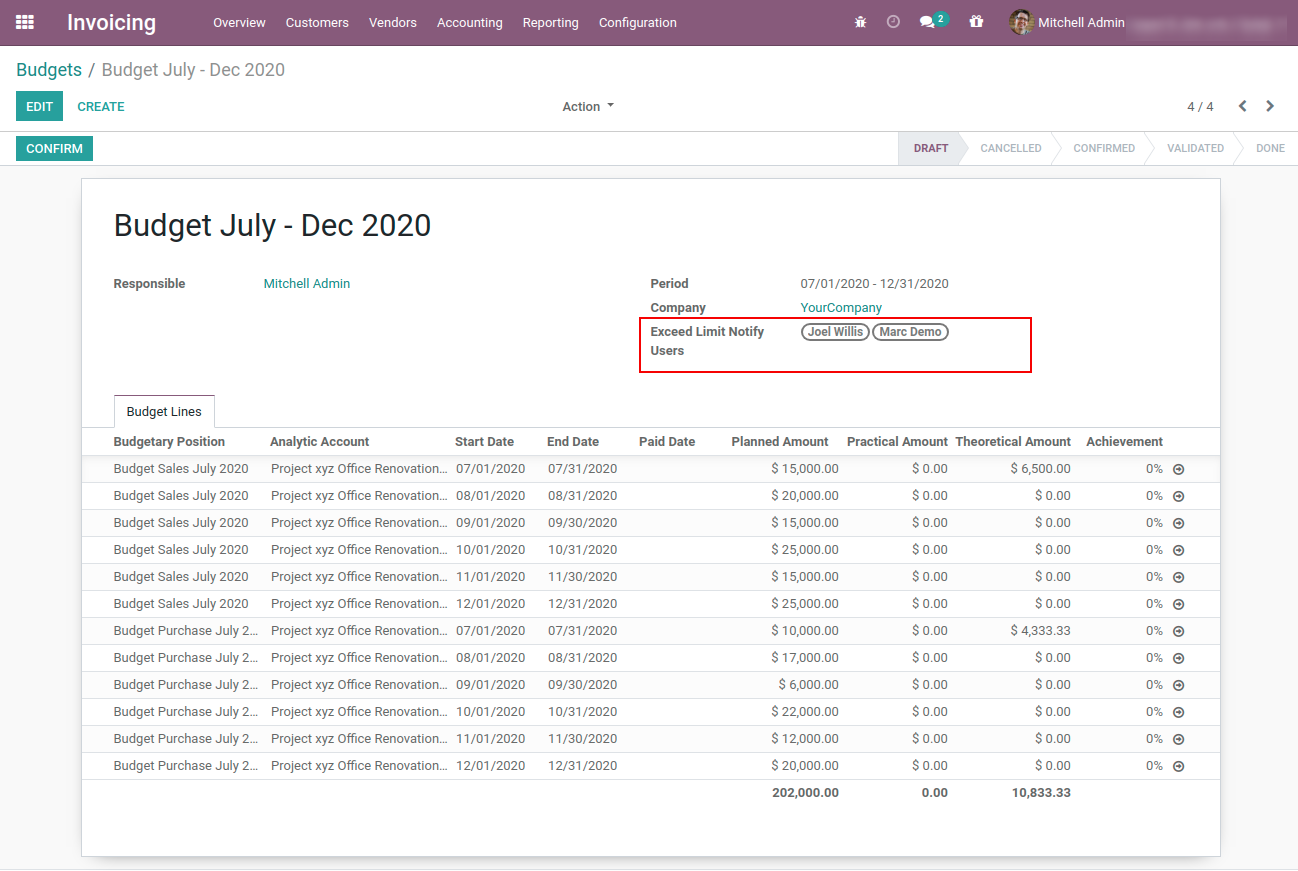 Invoicing Overview Customers Vendors Accounting Reporting Configuration 2 Mitchell Admin
Budgets / Budget July - Dec 2020
EDIT CREATE Action 4 / 4
CONFIRM DRAFT CANCELLED CONFIRMED VALIDATED DONE
Budget July - Dec 2020
Responsible Mitchell Admin Period 07/01/2020 - 12/31/2020
Company YourCompany
Exceed Limit Notify Joel Willis Marc Demo
Users
Budget Lines
Budgetary Position Analytic Account Start Date End Date Paid Date Planned Amount Practical Amount Theoretical Amount Achievement
Budget Sales July 2020 Project xyz Office Renovation... 07/01/2020 07/31/2020 $ 15,000.00 $ 0.00 $ 6,500.00 0%
Budget Sales July 2020 Project xyz Office Renovation... 08/01/2020 08/31/2020 $ 20,000.00 $ 0.00 $ 0.00 0%
Budget Sales July 2020 Project xyz Office Renovation... 09/01/2020 09/30/2020 $ 15,000.00 $ 0.00 $ 0.00 0%
Budget Sales July 2020 Project xyz Office Renovation... 10/01/2020 10/31/2020 $ 25,000.00 $ 0.00 $ 0.00 0%
Budget Sales July 2020 Project xyz Office Renovation... 11/01/2020 11/30/2020 $ 15,000.00 $ 0.00 $ 0.00 0%
Budget Sales July 2020 Project xyz Office Renovation... 12/01/2020 12/31/2020 $ 25,000.00 $ 0.00 $ 0.00 0%
Budget Purchase July 2... Project xyz Office Renovation... 07/01/2020 07/31/2020 $ 10,000.00 $ 0.00 $ 4,333.33 0%
Budget Purchase July 2... Project xyz Office Renovation... 08/01/2020 08/31/2020 $ 17,000.00 $ 0.00 $ 0.00 0%
Budget Purchase July 2... Project xyz Office Renovation... 09/01/2020 09/30/2020 $ 6,000.00 $ 0.00 $ 0.00 0%
Budget Purchase July 2... Project xyz Office Renovation... 10/01/2020 10/31/2020 $ 22,000.00 $ 0.00 $ 0.00 0%
Budget Purchase July 2... Project xyz Office Renovation... 11/01/2020 11/30/2020 $ 12,000.00 $ 0.00 $ 0.00 0%
Budget Purchase July 2... Project xyz Office Renovation... 12/01/2020 12/31/2020 $ 20,000.00 $ 0.00 $ 0.00 0%
202,000.00 0.00 10,833.33